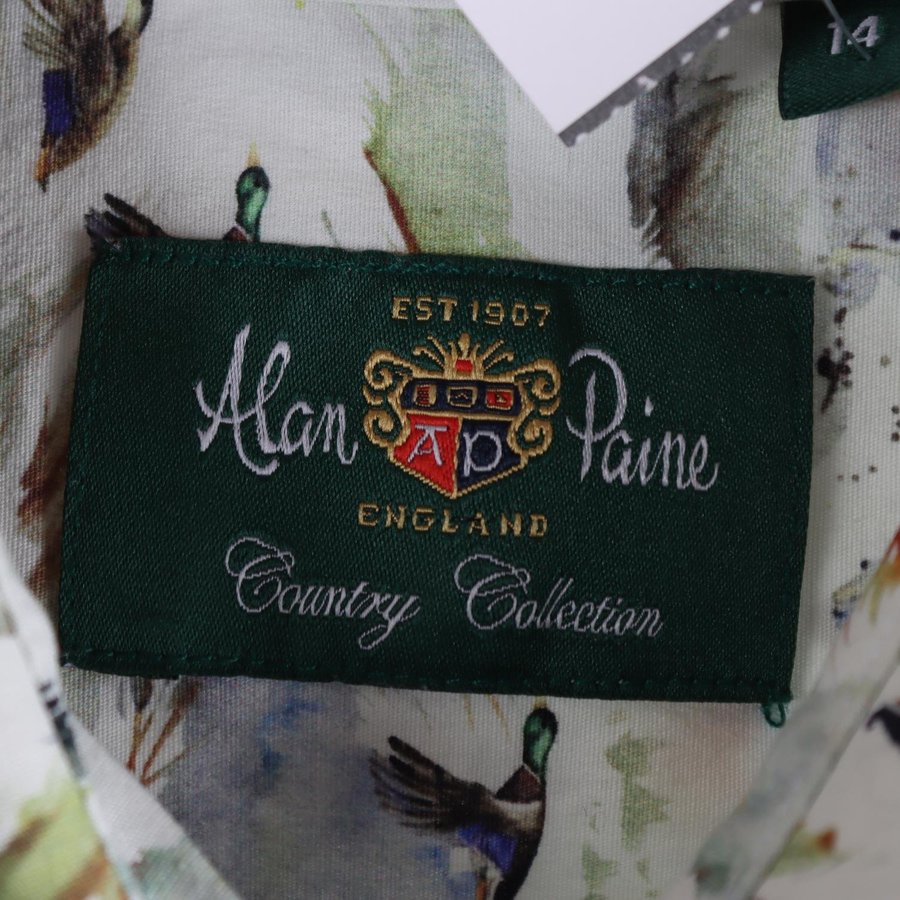 14
EST 1907
Alan Paine
AP
ENGLAND
Country Collection